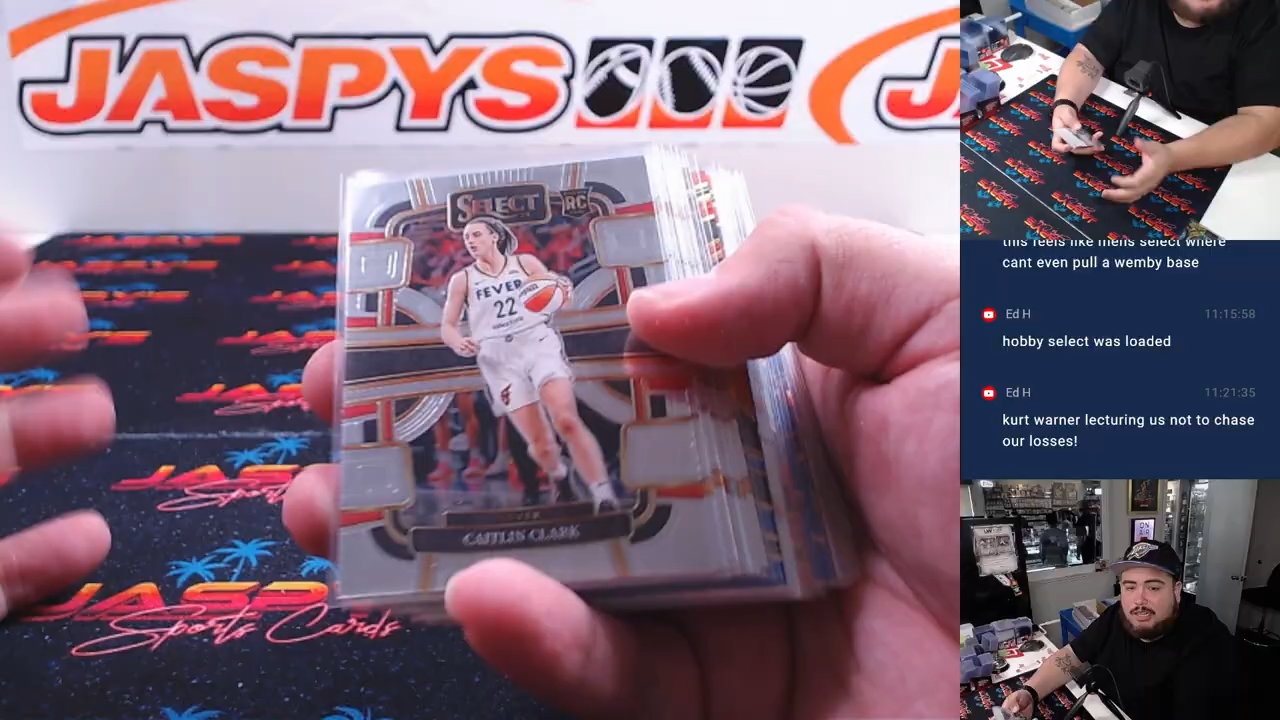 JASPYS
SELECT
RC
FEVER
22
CAITLIN CLARK
JASPYS
Sports Cards
this feels like mens select where
cant even pull a wemby base
Ed H
11:15:58
hobby select was loaded
Ed H
11:21:35
kurt warner lecturing us not to chase
our losses!